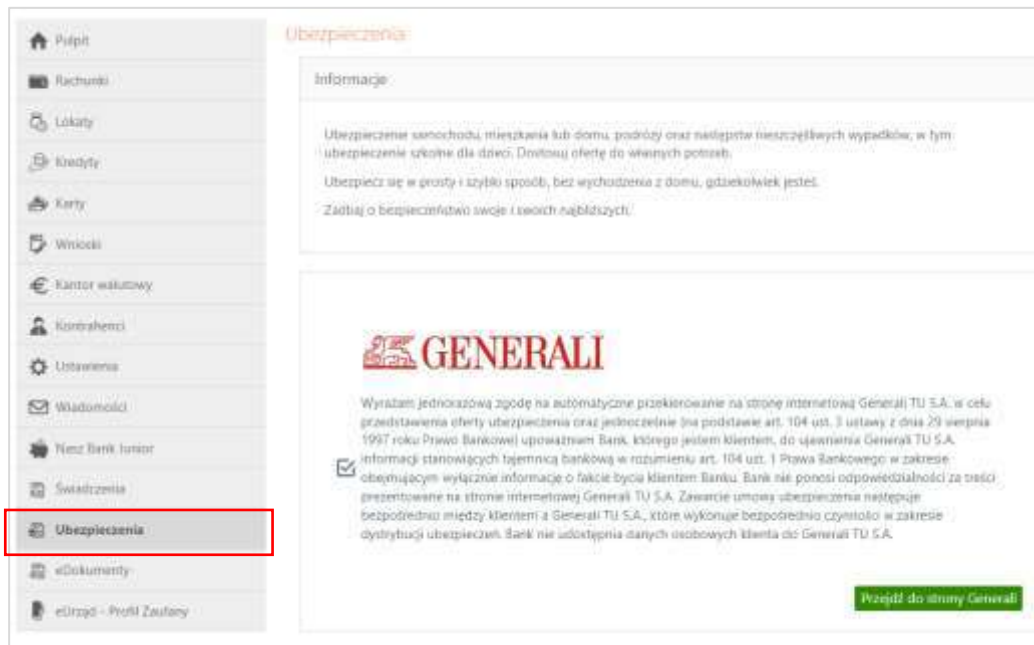 Pulpit
Rachunki
Lokaty
Kredyty
Karty
Wnioski
Kantor walutowy
Kontrahenci
Ustawienia
Wiadomości
Nasz Bank Junior
Świadczenia
Ubezpieczenia
eDokumenty
eUrząd - Profil Zaufany
Ubezpieczenia
Informacje
Ubezpieczenie samochodu, mieszkania lub domu, podróży oraz następstw nieszczęśliwych wypadków, w tym
ubezpieczenie szkolne dla dzieci. Dostosuj ofertę do własnych potrzeb.
Ubezpiecz się w prosty i szybki sposób, bez wychodzenia z domu, gdziekolwiek jesteś.
Zadbaj o bezpieczeństwo swoje i swoich najbliższych.
GENERALI
Wyrażam jednorazową zgodę na automatyczne przekierowanie na stronę internetową Generali TU S.A. w celu
przedstawienia oferty ubezpieczenia oraz jednocześnie (na podstawie art. 104 ust. 3 ustawy z dnia 29 sierpnia
1997 roku Prawo Bankowe) upoważniam Bank, którego jestem klientem, do ujawnienia Generali TU S.A.
informacji stanowiących tajemnicę bankową w rozumieniu art. 104 ust. 1 Prawa Bankowego w zakresie
obejmującym wyłącznie informację o fakcie bycia klientem Banku. Bank nie ponosi odpowiedzialności za treści
prezentowane na stronie internetowej Generali TU S.A. Zawarcie umowy ubezpieczenia następuje
bezpośrednio między klientem a Generali TU S.A., które wykonuje bezpośrednio czynności w zakresie
dystrybucji ubezpieczeń. Bank nie udostępnia danych osobowych klienta do Generali TU S.A.
Przejdź do strony Generali